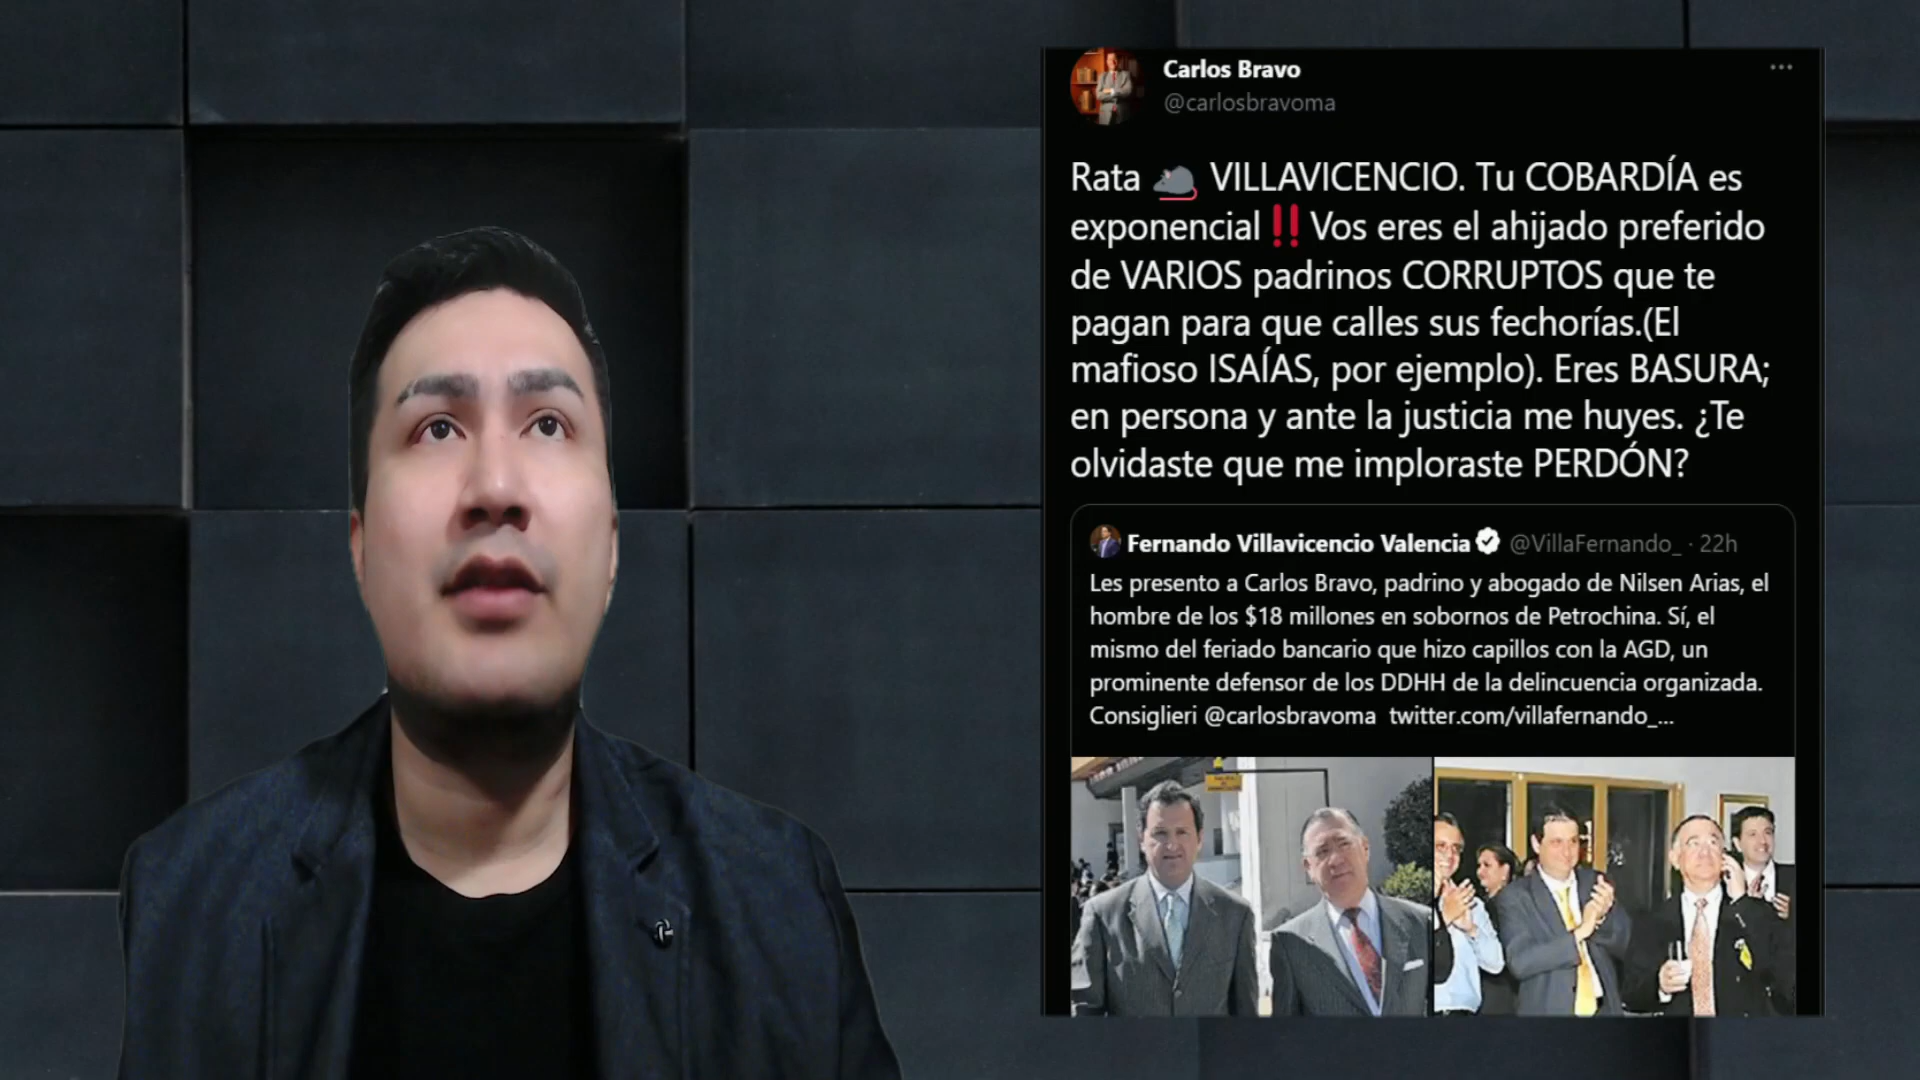 Carlos Bravo
@carlosbravoma
Rata 🐁 VILLAVICENCIO. Tu COBARDÍA es
exponencial‼️Vos eres el ahijado preferido
de VARIOS padrinos CORRUPTOS que te
pagan para que calles sus fechorías.(El
mafioso ISAÍAS, por ejemplo). Eres BASURA;
en persona y ante la justicia me huyes. ¿Te
olvidaste que me imploraste PERDÓN?
Fernando Villavicencio Valencia @VillaFernando_ · 22h
Les presento a Carlos Bravo, padrino y abogado de Nilsen Arias, el
hombre de los $18 millones en sobornos de Petrochina. Sí, el
mismo del feriado bancario que hizo capillos con la AGD, un
prominente defensor de los DDHH de la delincuencia organizada.
Consiglieri @carlosbravoma twitter.com/villafernando_...